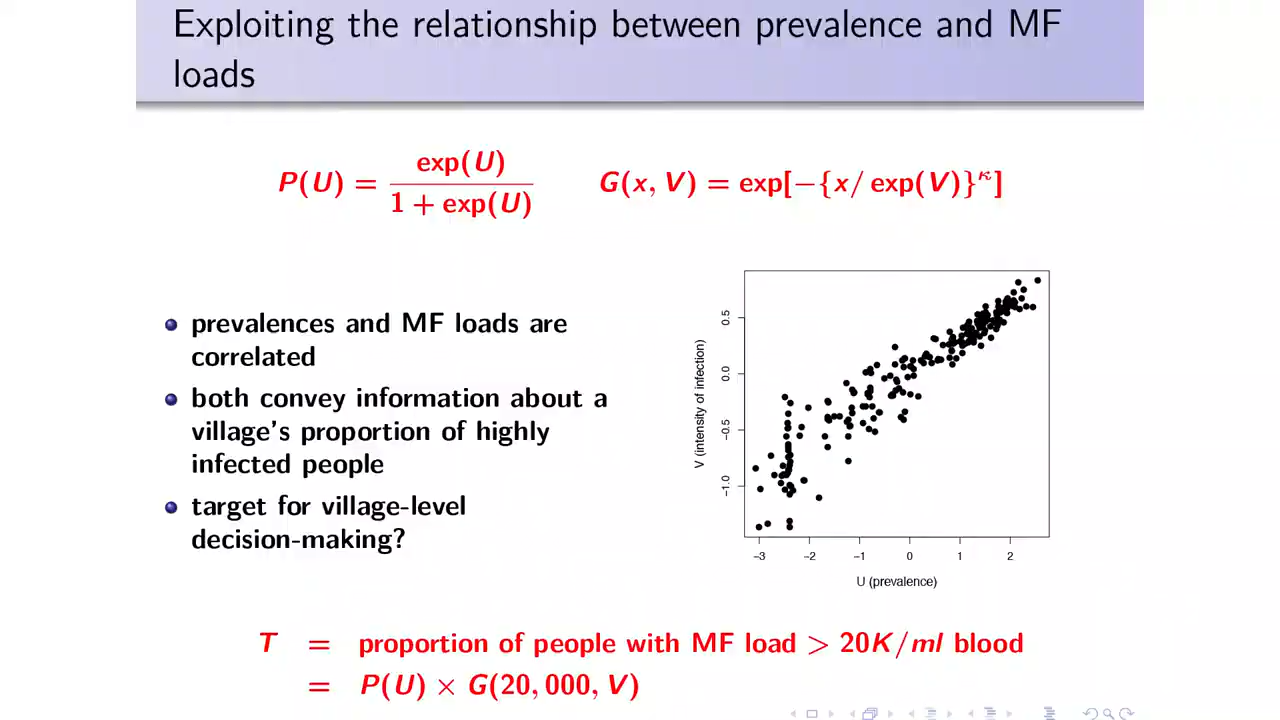 Exploiting the relationship between prevalence and MF
loads
P(U) = exp(U) / 1 + exp(U)
G(x, V) = exp[−{x/ exp(V)}^κ]
prevalences and MF loads are
correlated
both convey information about a
village's proportion of highly
infected people
target for village-level
decision-making?
V (intensity of infection)
0.5
0.0
−0.5
−1.0
−3 −2 −1 0 1 2
U (prevalence)
T = proportion of people with MF load > 20K/ml blood
= P(U) × G(20, 000, V)